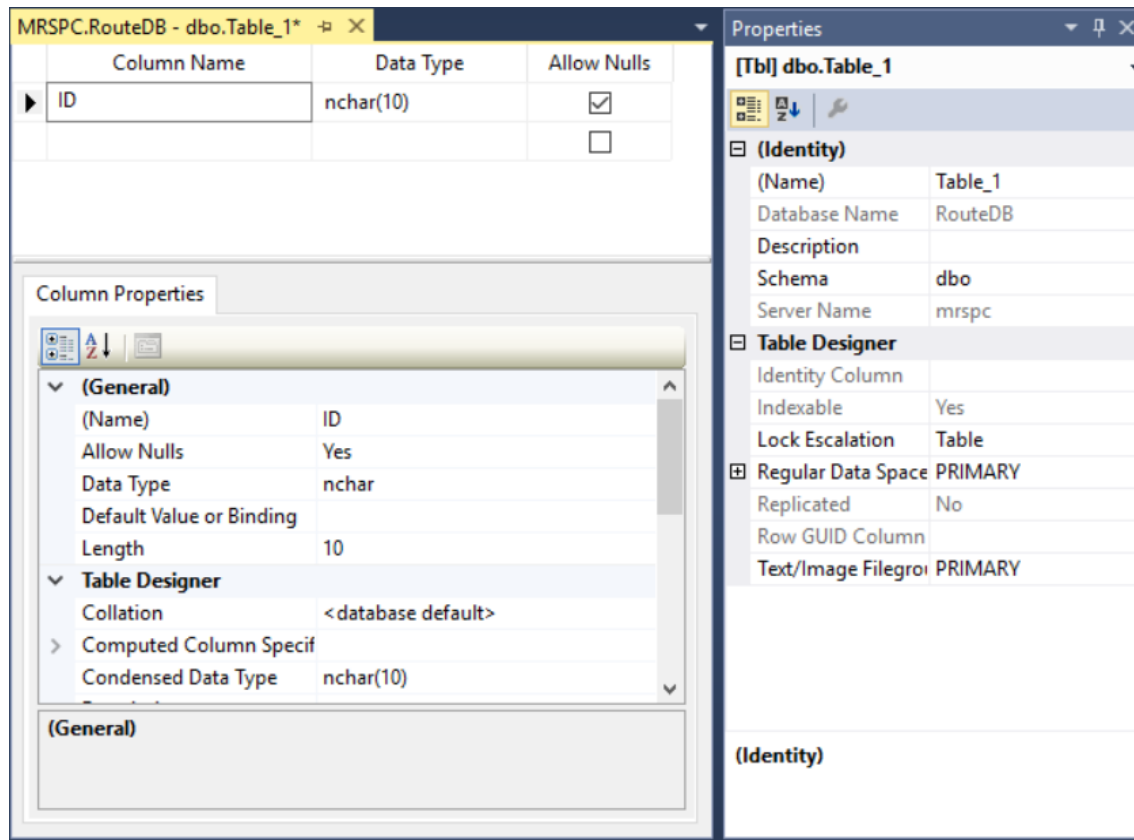 MRSPC.RouteDB - dbo.Table_1*
Column Name Data Type Allow Nulls
ID nchar(10)
Column Properties
(General)
(Name) ID
Allow Nulls Yes
Data Type nchar
Default Value or Binding
Length 10
Table Designer
Collation <database default>
Computed Column Specif
Condensed Data Type nchar(10)
(General)
Properties
[Tbl] dbo.Table_1
(Identity)
(Name) Table_1
Database Name RouteDB
Description
Schema dbo
Server Name mrspc
Table Designer
Identity Column
Indexable Yes
Lock Escalation Table
Regular Data Space PRIMARY
Replicated No
Row GUID Column
Text/Image Filegrou PRIMARY
(Identity)